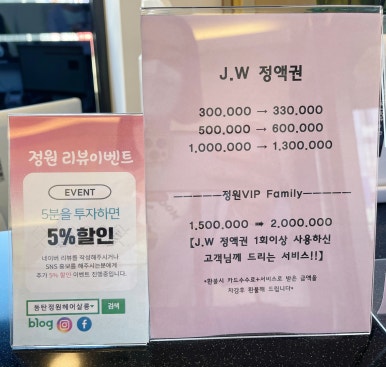 정원 리뷰이벤트
EVENT
5분을 투자하면
5%할인
네이버 리뷰를 작성해주시거나
SNS 홍보를 해주시는분에게
추가 5% 할인 이벤트 진행중입니다.
동탄정원헤어살롱▾ 검색
blog
J.W 정액권
300,000 → 330,000
500,000 → 600,000
1,000,000 → 1,300,000
정원VIP Family
1,500,000 ➡ 2,000,000
【J.W 정액권 1회이상 사용하신
고객님께 드리는 서비스!!】
*환불시 카드수수료+서비스로 받은 금액을
차감후 환불해 드립니다*